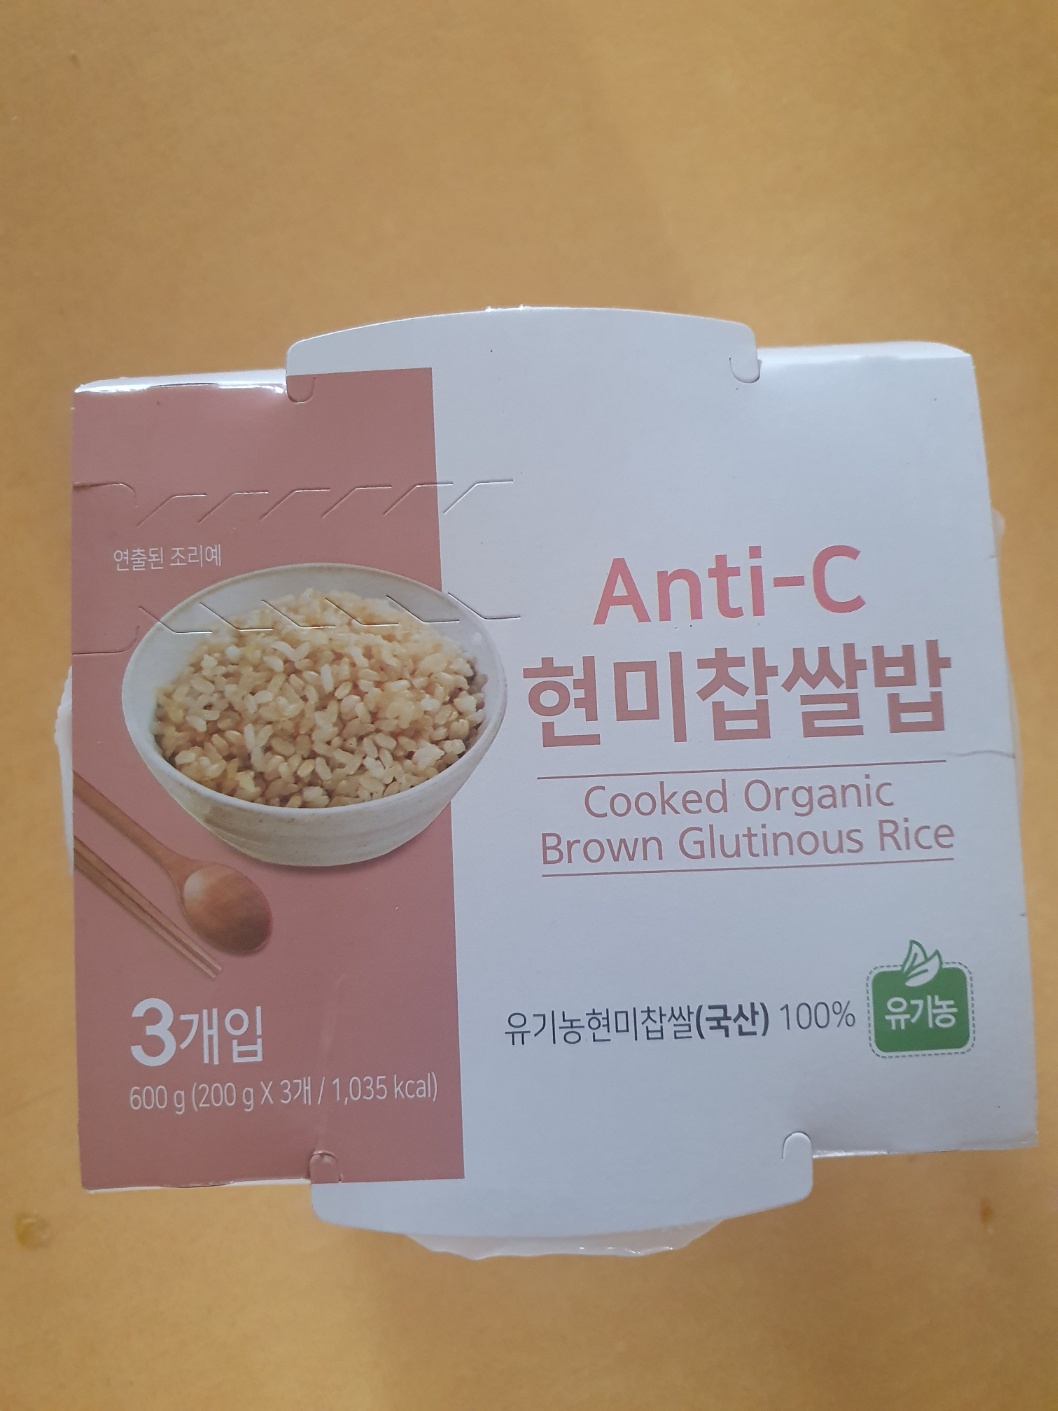 연출된 조리예
Anti-C
현미찹쌀밥
Cooked Organic
Brown Glutinous Rice
유기농현미찹쌀(국산) 100%
유기농
3개입
600 g (200 g X 3개 / 1,035 kcal)